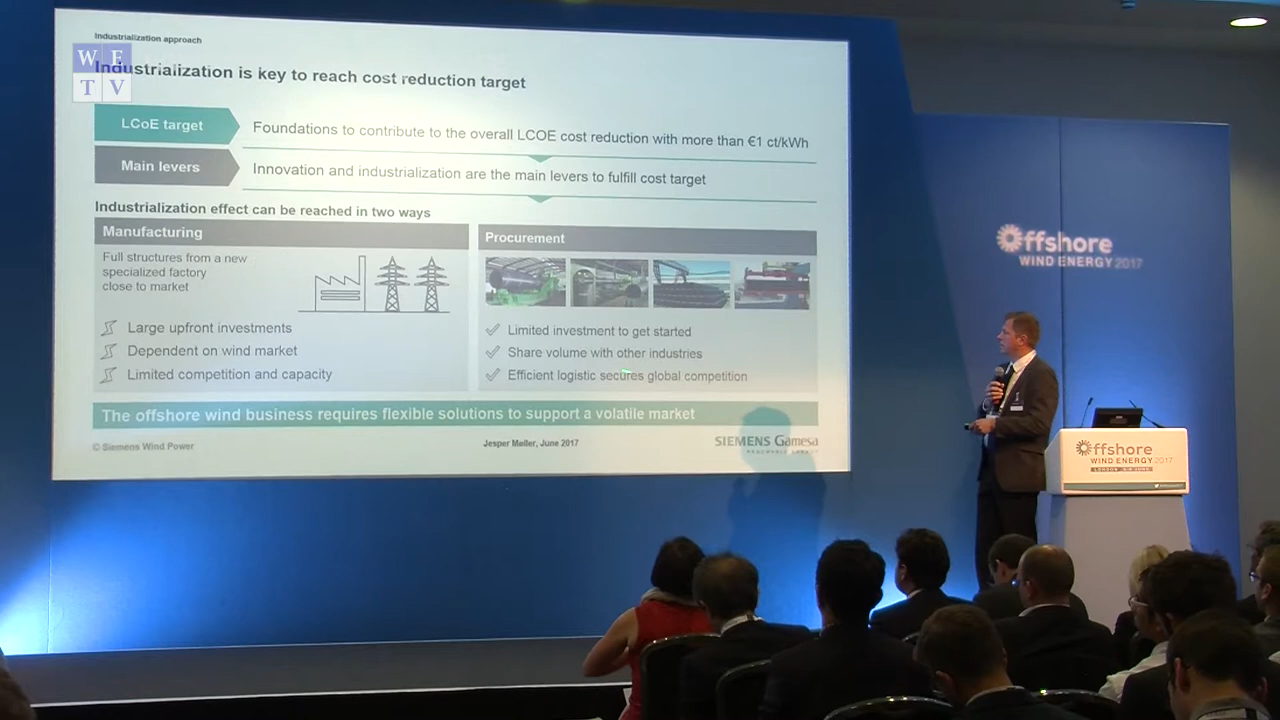 Industrialization approach
W E
T V
Industrialization is key to reach cost reduction target
LCoE target
Foundations to contribute to the overall LCOE cost reduction with more than €1 ct/kWh
Main levers
Innovation and industrialization are the main levers to fulfill cost target
Industrialization effect can be reached in two ways
Manufacturing
Full structures from a new
specialized factory
close to market
Large upfront investments
Dependent on wind market
Limited competition and capacity
Procurement
Limited investment to get started
Share volume with other industries
Efficient logistic secures global competition
The offshore wind business requires flexible solutions to support a volatile market
© Siemens Wind Power
Jesper Møller, June 2017
SIEMENS Gamesa
RENEWABLE ENERGY
Offshore
WIND ENERGY 2017
Offshore
WIND ENERGY 2017